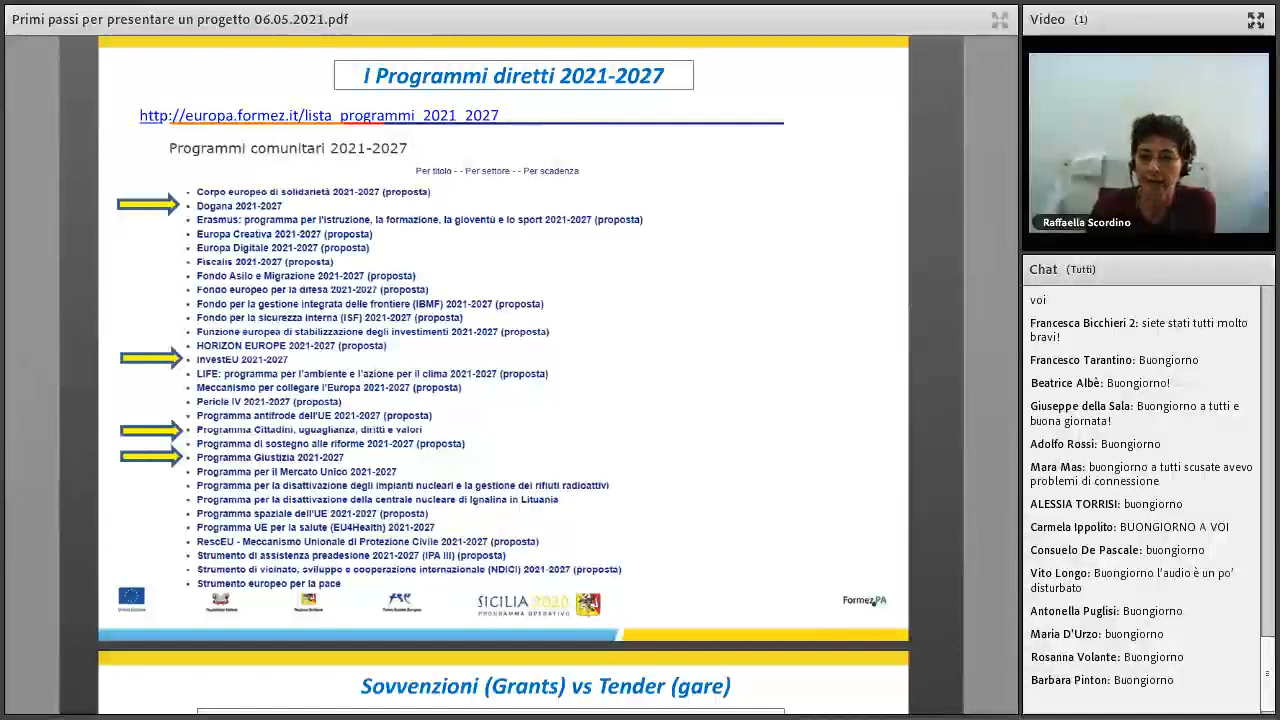 Primi passi per presentare un progetto 06.05.2021.pdf
I Programmi diretti 2021-2027
http://europa.formez.it/lista_programmi_2021_2027
Programmi comunitari 2021-2027
Per titolo - - Per settore - - Per scadenza
Corpo europeo di solidarietà 2021-2027 (proposta)
Dogana 2021-2027
Erasmus: programma per l'istruzione, la formazione, la gioventù e lo sport 2021-2027 (proposta)
Europa Creativa 2021-2027 (proposta)
Europa Digitale 2021-2027 (proposta)
Fiscalis 2021-2027 (proposta)
Fondo Asilo e Migrazione 2021-2027 (proposta)
Fondo europeo per la difesa 2021-2027 (proposta)
Fondo per la gestione integrata delle frontiere (IBMF) 2021-2027 (proposta)
Fondo per la sicurezza interna (ISF) 2021-2027 (proposta)
Funzione europea di stabilizzazione degli investimenti 2021-2027 (proposta)
HORIZON EUROPE 2021-2027 (proposta)
InvestEU 2021-2027
LIFE: programma per l'ambiente e l'azione per il clima 2021-2027 (proposta)
Meccanismo per collegare l'Europa 2021-2027 (proposta)
Pericle IV 2021-2027 (proposta)
Programma antifrode dell'UE 2021-2027 (proposta)
Programma Cittadini, uguaglianza, diritti e valori
Programma di sostegno alle riforme 2021-2027 (proposta)
Programma Giustizia 2021-2027
Programma per il Mercato Unico 2021-2027
Programma per la disattivazione degli impianti nucleari e la gestione dei rifiuti radioattivi
Programma per la disattivazione della centrale nucleare di Ignalina in Lituania
Programma spaziale dell'UE 2021-2027 (proposta)
Programma UE per la salute (EU4Health) 2021-2027
RescEU - Meccanismo Unionale di Protezione Civile 2021-2027 (proposta)
Strumento di assistenza preadesione 2021-2027 (IPA III) (proposta)
Strumento di vicinato, sviluppo e cooperazione internazionale (NDICI) 2021-2027 (proposta)
Strumento europeo per la pace
SICILIA 2020
PROGRAMMA OPERATIVO
FormezPA
Sovvenzioni (Grants) vs Tender (gare)
Video (1)
Raffaella Scordino
Chat (Tutti)
voi
Francesca Bicchieri 2: siete stati tutti molto
bravi!
Francesco Tarantino: Buongiorno
Beatrice Albè: Buongiorno!
Giuseppe della Sala: Buongiorno a tutti e
buona giornata!
Adolfo Rossi: Buongiorno
Mara Mas: buongiorno a tutti scusate avevo
problemi di connessione
ALESSIA TORRISI: buongiorno
Carmela Ippolito: BUONGIORNO A VOI
Consuelo De Pascale: buongiorno
Vito Longo: Buongiorno l'audio è un po'
disturbato
Antonella Puglisi: Buongiorno
Maria D'Urzo: buongiorno
Rosanna Volante: Buongiorno
Barbara Pinton: Buongiorno